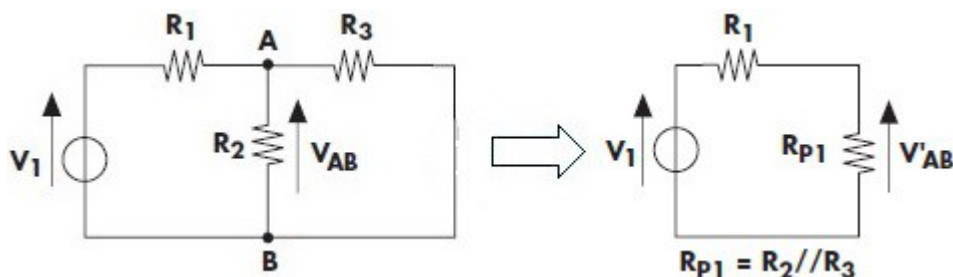 R1 A R3 R1
V1 R2 VAB V1 RP1 V'AB
B
RP1 = R2//R3